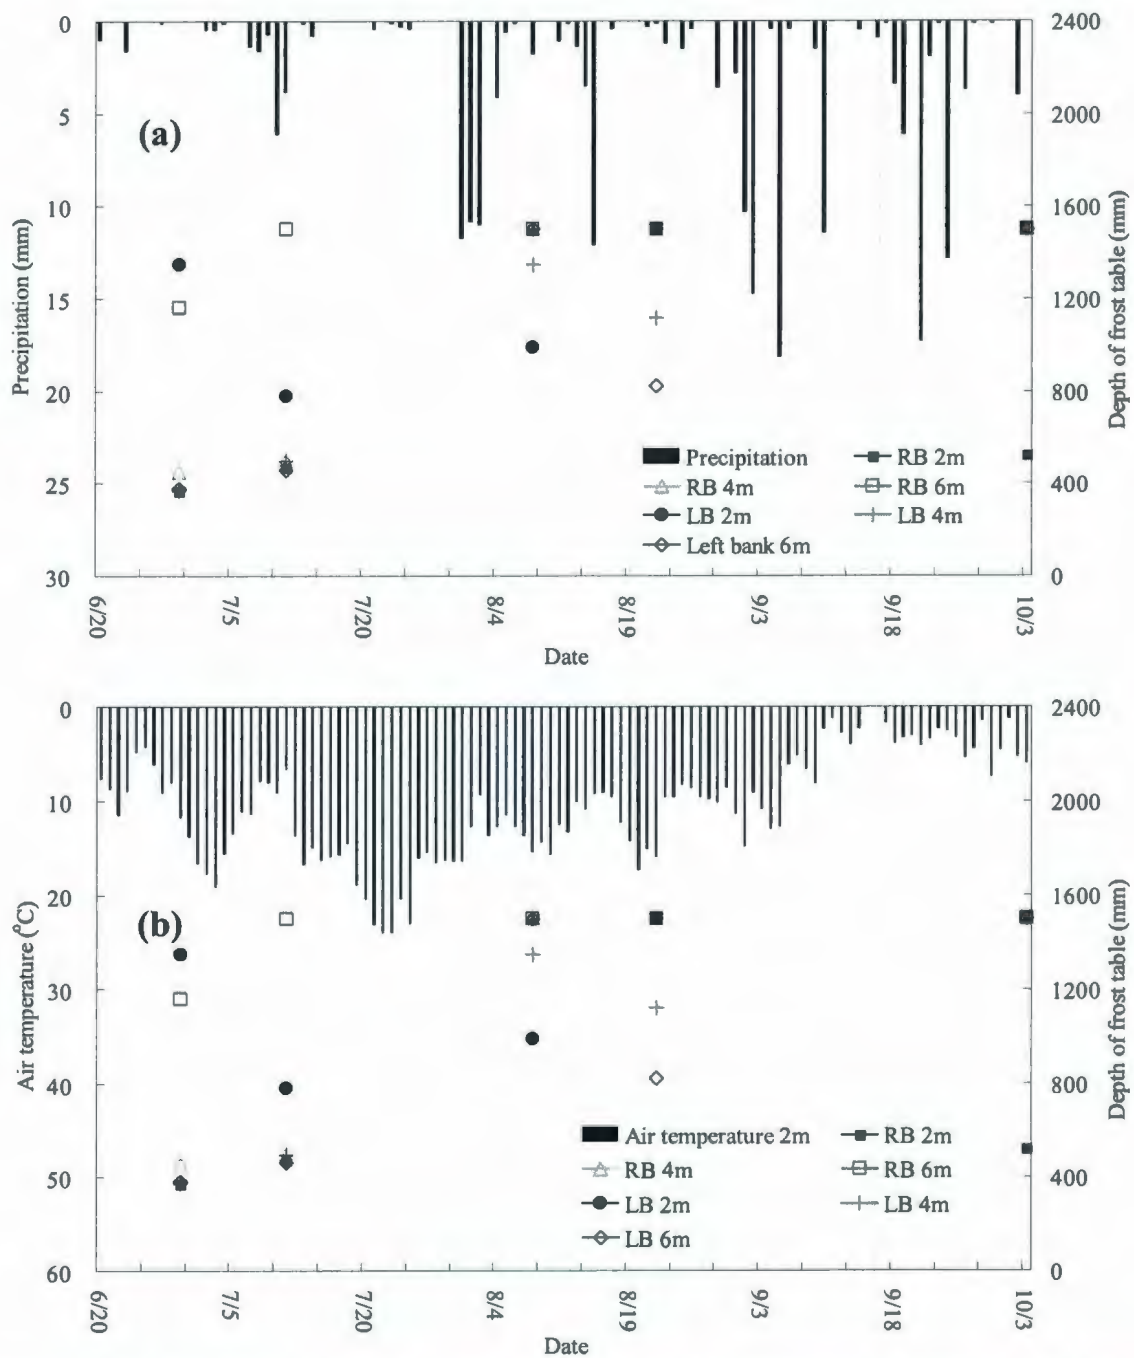 0
5
10
15
20
25
30
Precipitation (mm)
(a)
2400
2000
1600
1200
800
400
0
Depth of frost table (mm)
Precipitation
RB 2m
RB 4m
RB 6m
LB 2m
LB 4m
Left bank 6m
6/20
7/5
7/20
8/4
8/19
9/3
9/18
10/3
Date
0
10
20
30
40
50
60
Air temperature (°C)
(b)
2400
2000
1600
1200
800
400
0
Depth of frost table (mm)
Air temperature 2m
RB 2m
RB 4m
RB 6m
LB 2m
LB 4m
LB 6m
6/20
7/5
7/20
8/4
8/19
9/3
9/18
10/3
Date